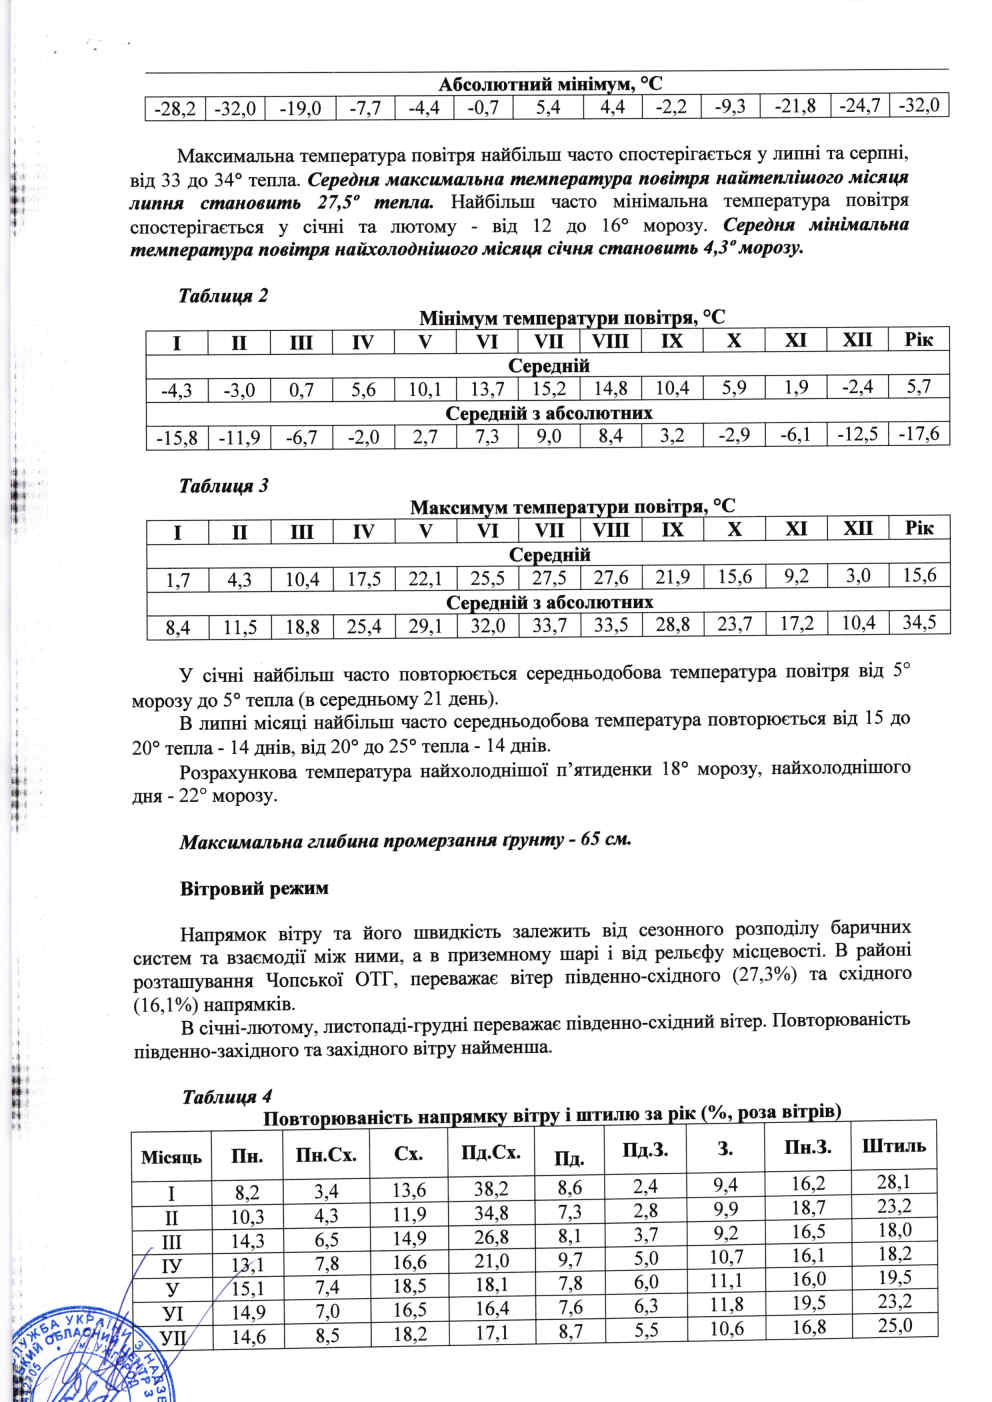 Абсолютний мінімум, °С
-28,2 -32,0 -19,0 -7,7 -4,4 -0,7 5,4 4,4 -2,2 -9,3 -21,8 -24,7 -32,0
Максимальна температура повітря найбільш часто спостерігається у липні та серпні,
від 33 до 34° тепла. Середня максимальна температура повітря найтеплішого місяця
липня становить 27,5° тепла. Найбільш часто мінімальна температура повітря
спостерігається у січні та лютому - від 12 до 16° морозу. Середня мінімальна
температура повітря найхолоднішого місяця січня становить 4,3° морозу.
Таблиця 2
Мінімум температури повітря, °С
I II III IV V VI VII VIII IX X XI XII Рік
Середній
-4,3 -3,0 0,7 5,6 10,1 13,7 15,2 14,8 10,4 5,9 1,9 -2,4 5,7
Середній з абсолютних
-15,8 -11,9 -6,7 -2,0 2,7 7,3 9,0 8,4 3,2 -2,9 -6,1 -12,5 -17,6
Таблиця 3
Максимум температури повітря, °С
I II III IV V VI VII VIII IX X XI XII Рік
Середній
1,7 4,3 10,4 17,5 22,1 25,5 27,5 27,6 21,9 15,6 9,2 3,0 15,6
Середній з абсолютних
8,4 11,5 18,8 25,4 29,1 32,0 33,7 33,5 28,8 23,7 17,2 10,4 34,5
У січні найбільш часто повторюється середньодобова температура повітря від 5°
морозу до 5° тепла (в середньому 21 день).
В липні місяці найбільш часто середньодобова температура повторюється від 15 до
20° тепла - 14 днів, від 20° до 25° тепла - 14 днів.
Розрахункова температура найхолоднішої п’ятиденки 18° морозу, найхолоднішого
дня - 22° морозу.
Максимальна глибина промерзання ґрунту - 65 см.
Вітровий режим
Напрямок вітру та його швидкість залежить від сезонного розподілу баричних
систем та взаємодії між ними, а в приземному шарі і від рельєфу місцевості. В районі
розташування Чопської ОТГ, переважає вітер південно-східного (27,3%) та східного
(16,1%) напрямків.
В січні-лютому, листопаді-грудні переважає південно-східний вітер. Повторюваність
південно-західного та західного вітру найменша.
Таблиця 4
Повторюваність напрямку вітру і штилю за рік (%, роза вітрів)
Місяць Пн. Пн.Сх. Сх. Пд.Сх. Пд. Пд.З. З. Пн.З. Штиль
I 8,2 3,4 13,6 38,2 8,6 2,4 9,4 16,2 28,1
II 10,3 4,3 11,9 34,8 7,3 2,8 9,9 18,7 23,2
III 14,3 6,5 14,9 26,8 8,1 3,7 9,2 16,5 18,0
IУ 13,1 7,8 16,6 21,0 9,7 5,0 10,7 16,1 18,2
У 15,1 7,4 18,5 18,1 7,8 6,0 11,1 16,0 19,5
УI 14,9 7,0 16,5 16,4 7,6 6,3 11,8 19,5 23,2
УII 14,6 8,5 18,2 17,1 8,7 5,5 10,6 16,8 25,0
УКРАЇНИ З
ОБЛАСНИЙ ЦЕНТР З
м. УЖГОРОД